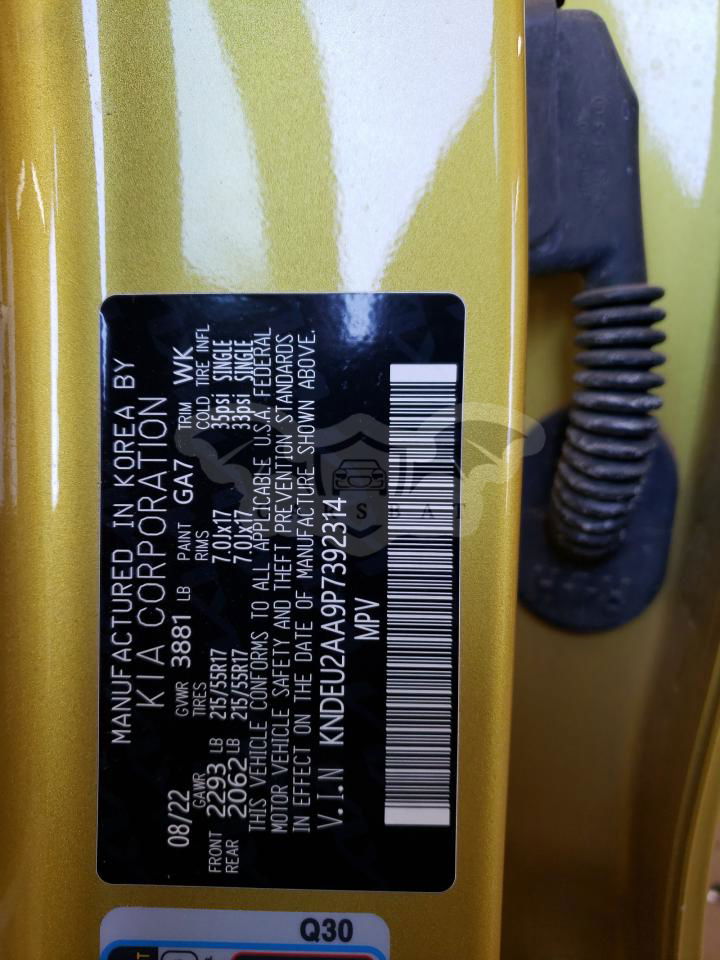 MANUFACTURED IN KOREA BY
KIA CORPORATION
08/22 GVWR 3881 LB PAINT GA7 TRIM WK
GAWR TIRES RIMS COLD TIRE INFL
FRONT 2293 LB 215/55R17 7.0Jx17 35psi SINGLE
REAR 2062 LB 215/55R17 7.0Jx17 33psi SINGLE
THIS VEHICLE CONFORMS TO ALL APPLICABLE U.S.A. FEDERAL
MOTOR VEHICLE SAFETY AND THEFT PREVENTION STANDARDS
IN EFFECT ON THE DATE OF MANUFACTURE SHOWN ABOVE.
V.I.N KNDEU2AA9P7392314
MPV
Q30